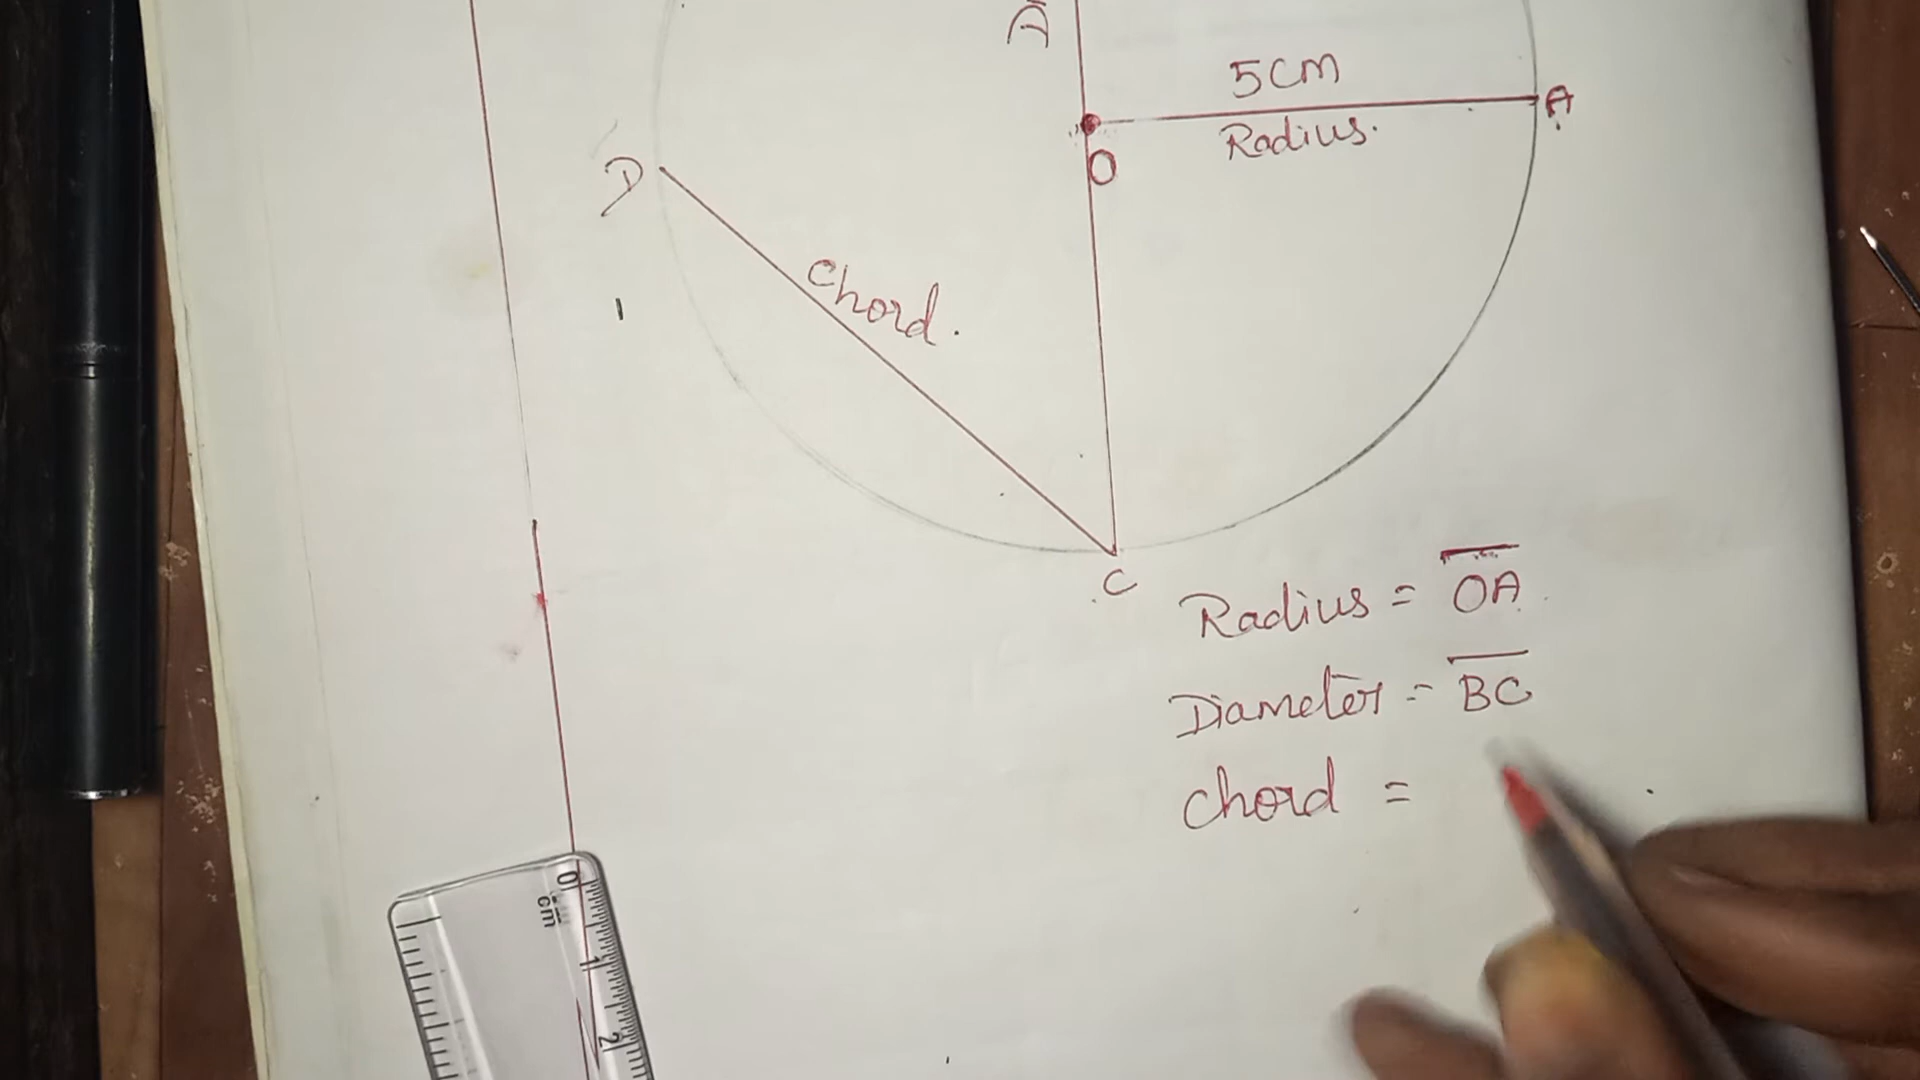 5CM
A
Radius.
O
D
Chord.
C
Radius = OA
Diameter = BC
Chord =
0
cm
1
2